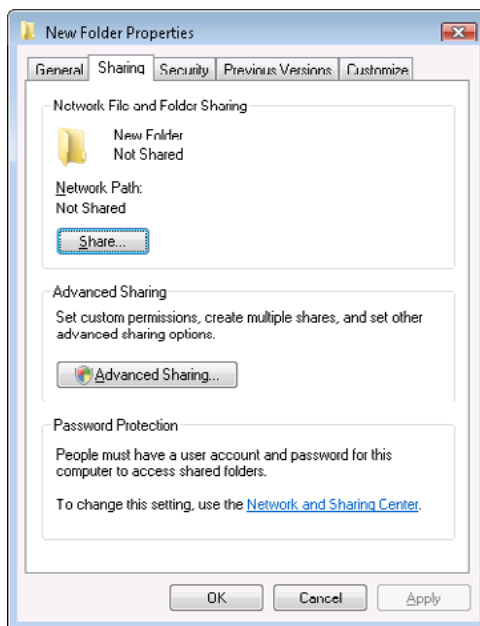 New Folder Properties
General Sharing Security Previous Versions Customize
Network File and Folder Sharing
New Folder
Not Shared
Network Path:
Not Shared
Share...
Advanced Sharing
Set custom permissions, create multiple shares, and set other
advanced sharing options.
Advanced Sharing...
Password Protection
People must have a user account and password for this
computer to access shared folders.
To change this setting, use the Network and Sharing Center.
OK Cancel Apply